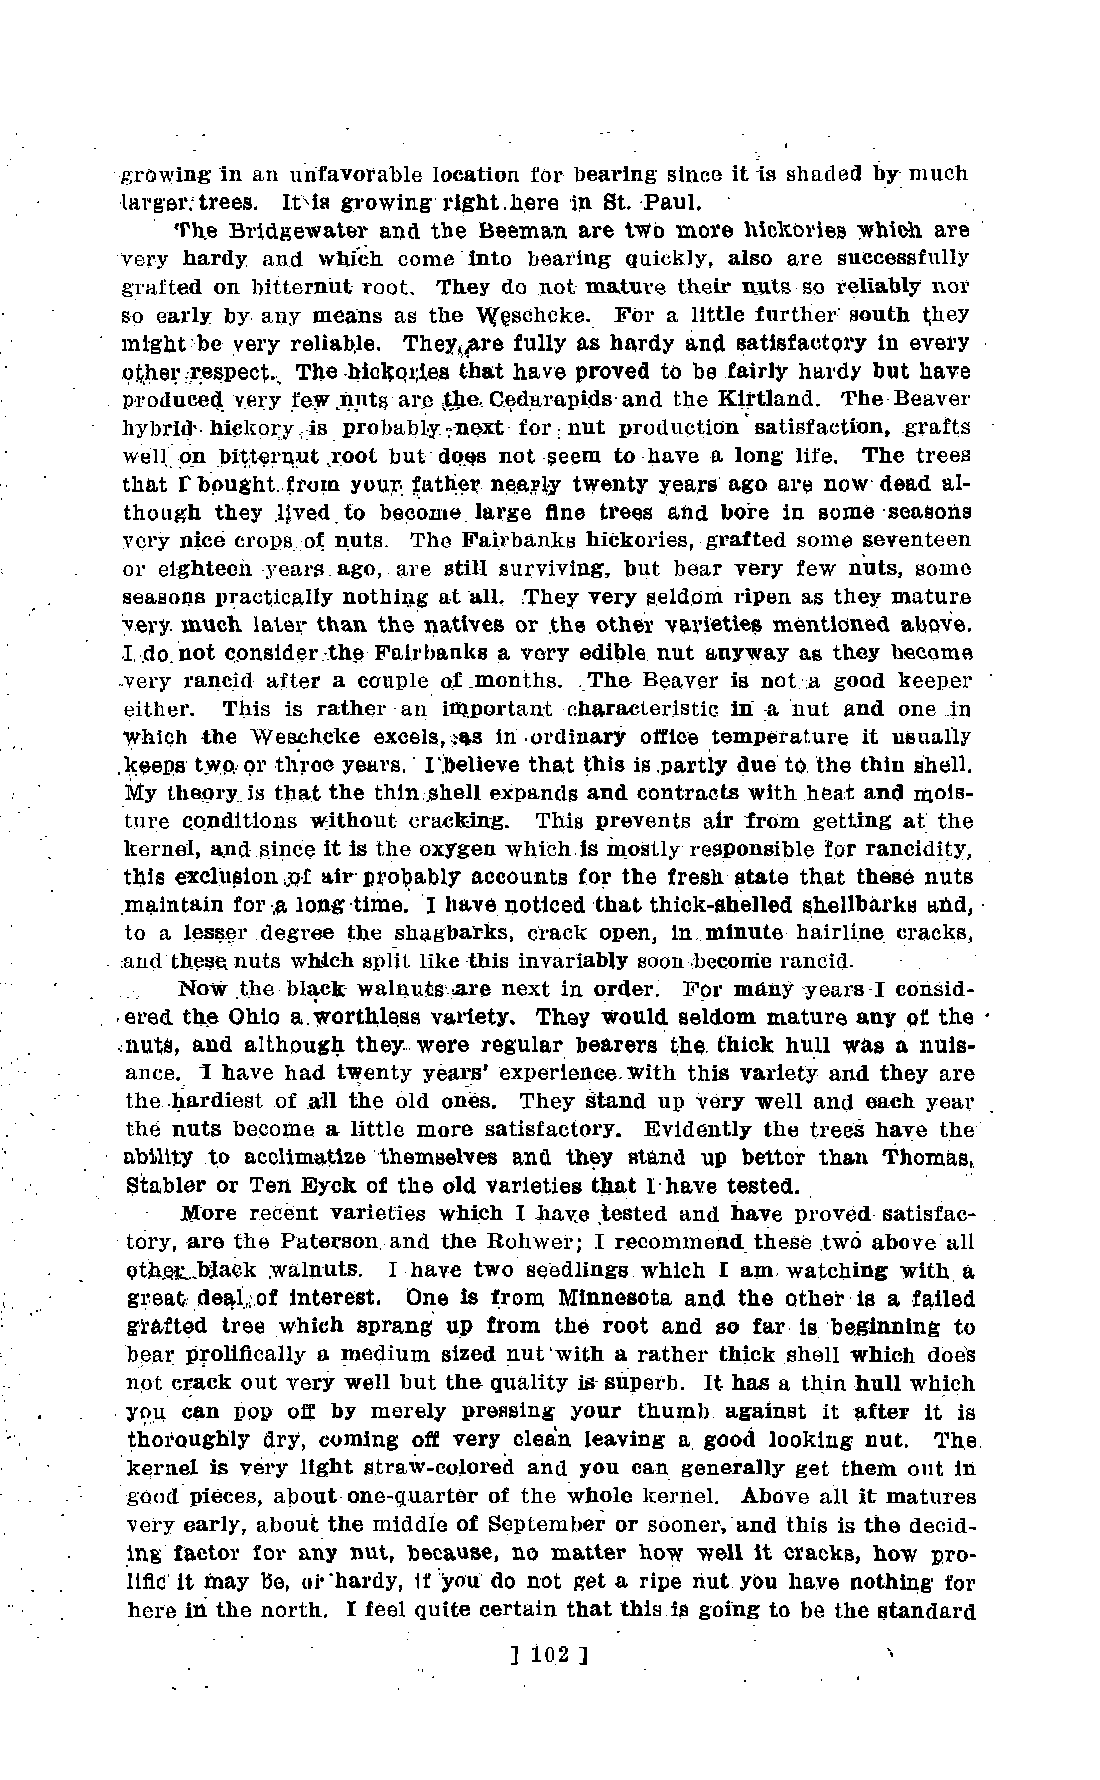 growing in an unfavorable location for bearing since it is shaded by much
larger trees. It is growing right here in St. Paul.
The Bridgewater and the Beeman are two more hickories which are
very hardy and which come into bearing quickly, also are successfully
grafted on bitternut root. They do not mature their nuts so reliably nor
so early by any means as the Weschcke. For a little further south they
might be very reliable. They are fully as hardy and satisfactory in every
other respect. The hickories that have proved to be fairly hardy but have
produced very few nuts are the Cedarapids and the Kirtland. The Beaver
hybrid hickory is probably next for nut production satisfaction, grafts
well on bitternut root but does not seem to have a long life. The trees
that I bought from your father nearly twenty years ago are now dead al-
though they lived to become large fine trees and bore in some seasons
very nice crops of nuts. The Fairbanks hickories, grafted some seventeen
or eighteen years ago, are still surviving, but bear very few nuts, some
seasons practically nothing at all. They very seldom ripen as they mature
very much later than the natives or the other varieties mentioned above.
I do not consider the Fairbanks a very edible nut anyway as they become
very rancid after a couple of months. The Beaver is not a good keeper
either. This is rather an important characteristic in a nut and one in
which the Weschcke excels, as in ordinary office temperature it usually
keeps two or three years. I believe that this is partly due to the thin shell.
My theory is that the thin shell expands and contracts with heat and mois-
ture conditions without cracking. This prevents air from getting at the
kernel, and since it is the oxygen which is mostly responsible for rancidity,
this exclusion of air probably accounts for the fresh state that these nuts
maintain for a long time. I have noticed that thick-shelled shellbarks and,
to a lesser degree the shagbarks, crack open, in minute hairline cracks,
and these nuts which split like this invariably soon become rancid.
Now the black walnuts are next in order. For many years I consid-
ered the Ohio a worthless variety. They would seldom mature any of the
nuts, and although they were regular bearers the thick hull was a nuis-
ance. I have had twenty years' experience with this variety and they are
the hardiest of all the old ones. They stand up very well and each year
the nuts become a little more satisfactory. Evidently the trees have the
ability to acclimatize themselves and they stand up better than Thomas,
Stabler or Ten Eyck of the old varieties that I have tested.
More recent varieties which I have tested and have proved satisfac-
tory, are the Paterson and the Rohwer; I recommend these two above all
other black walnuts. I have two seedlings which I am watching with a
great deal of interest. One is from Minnesota and the other is a failed
grafted tree which sprang up from the root and so far is beginning to
bear prolifically a medium sized nut with a rather thick shell which does
not crack out very well but the quality is superb. It has a thin hull which
you can pop off by merely pressing your thumb against it after it is
thoroughly dry, coming off very clean leaving a good looking nut. The
kernel is very light straw-colored and you can generally get them out in
good pieces, about one-quarter of the whole kernel. Above all it matures
very early, about the middle of September or sooner, and this is the decid-
ing factor for any nut, because, no matter how well it cracks, how pro-
lific it may be, or hardy, if you do not get a ripe nut you have nothing for
here in the north. I feel quite certain that this is going to be the standard
] 102 ]